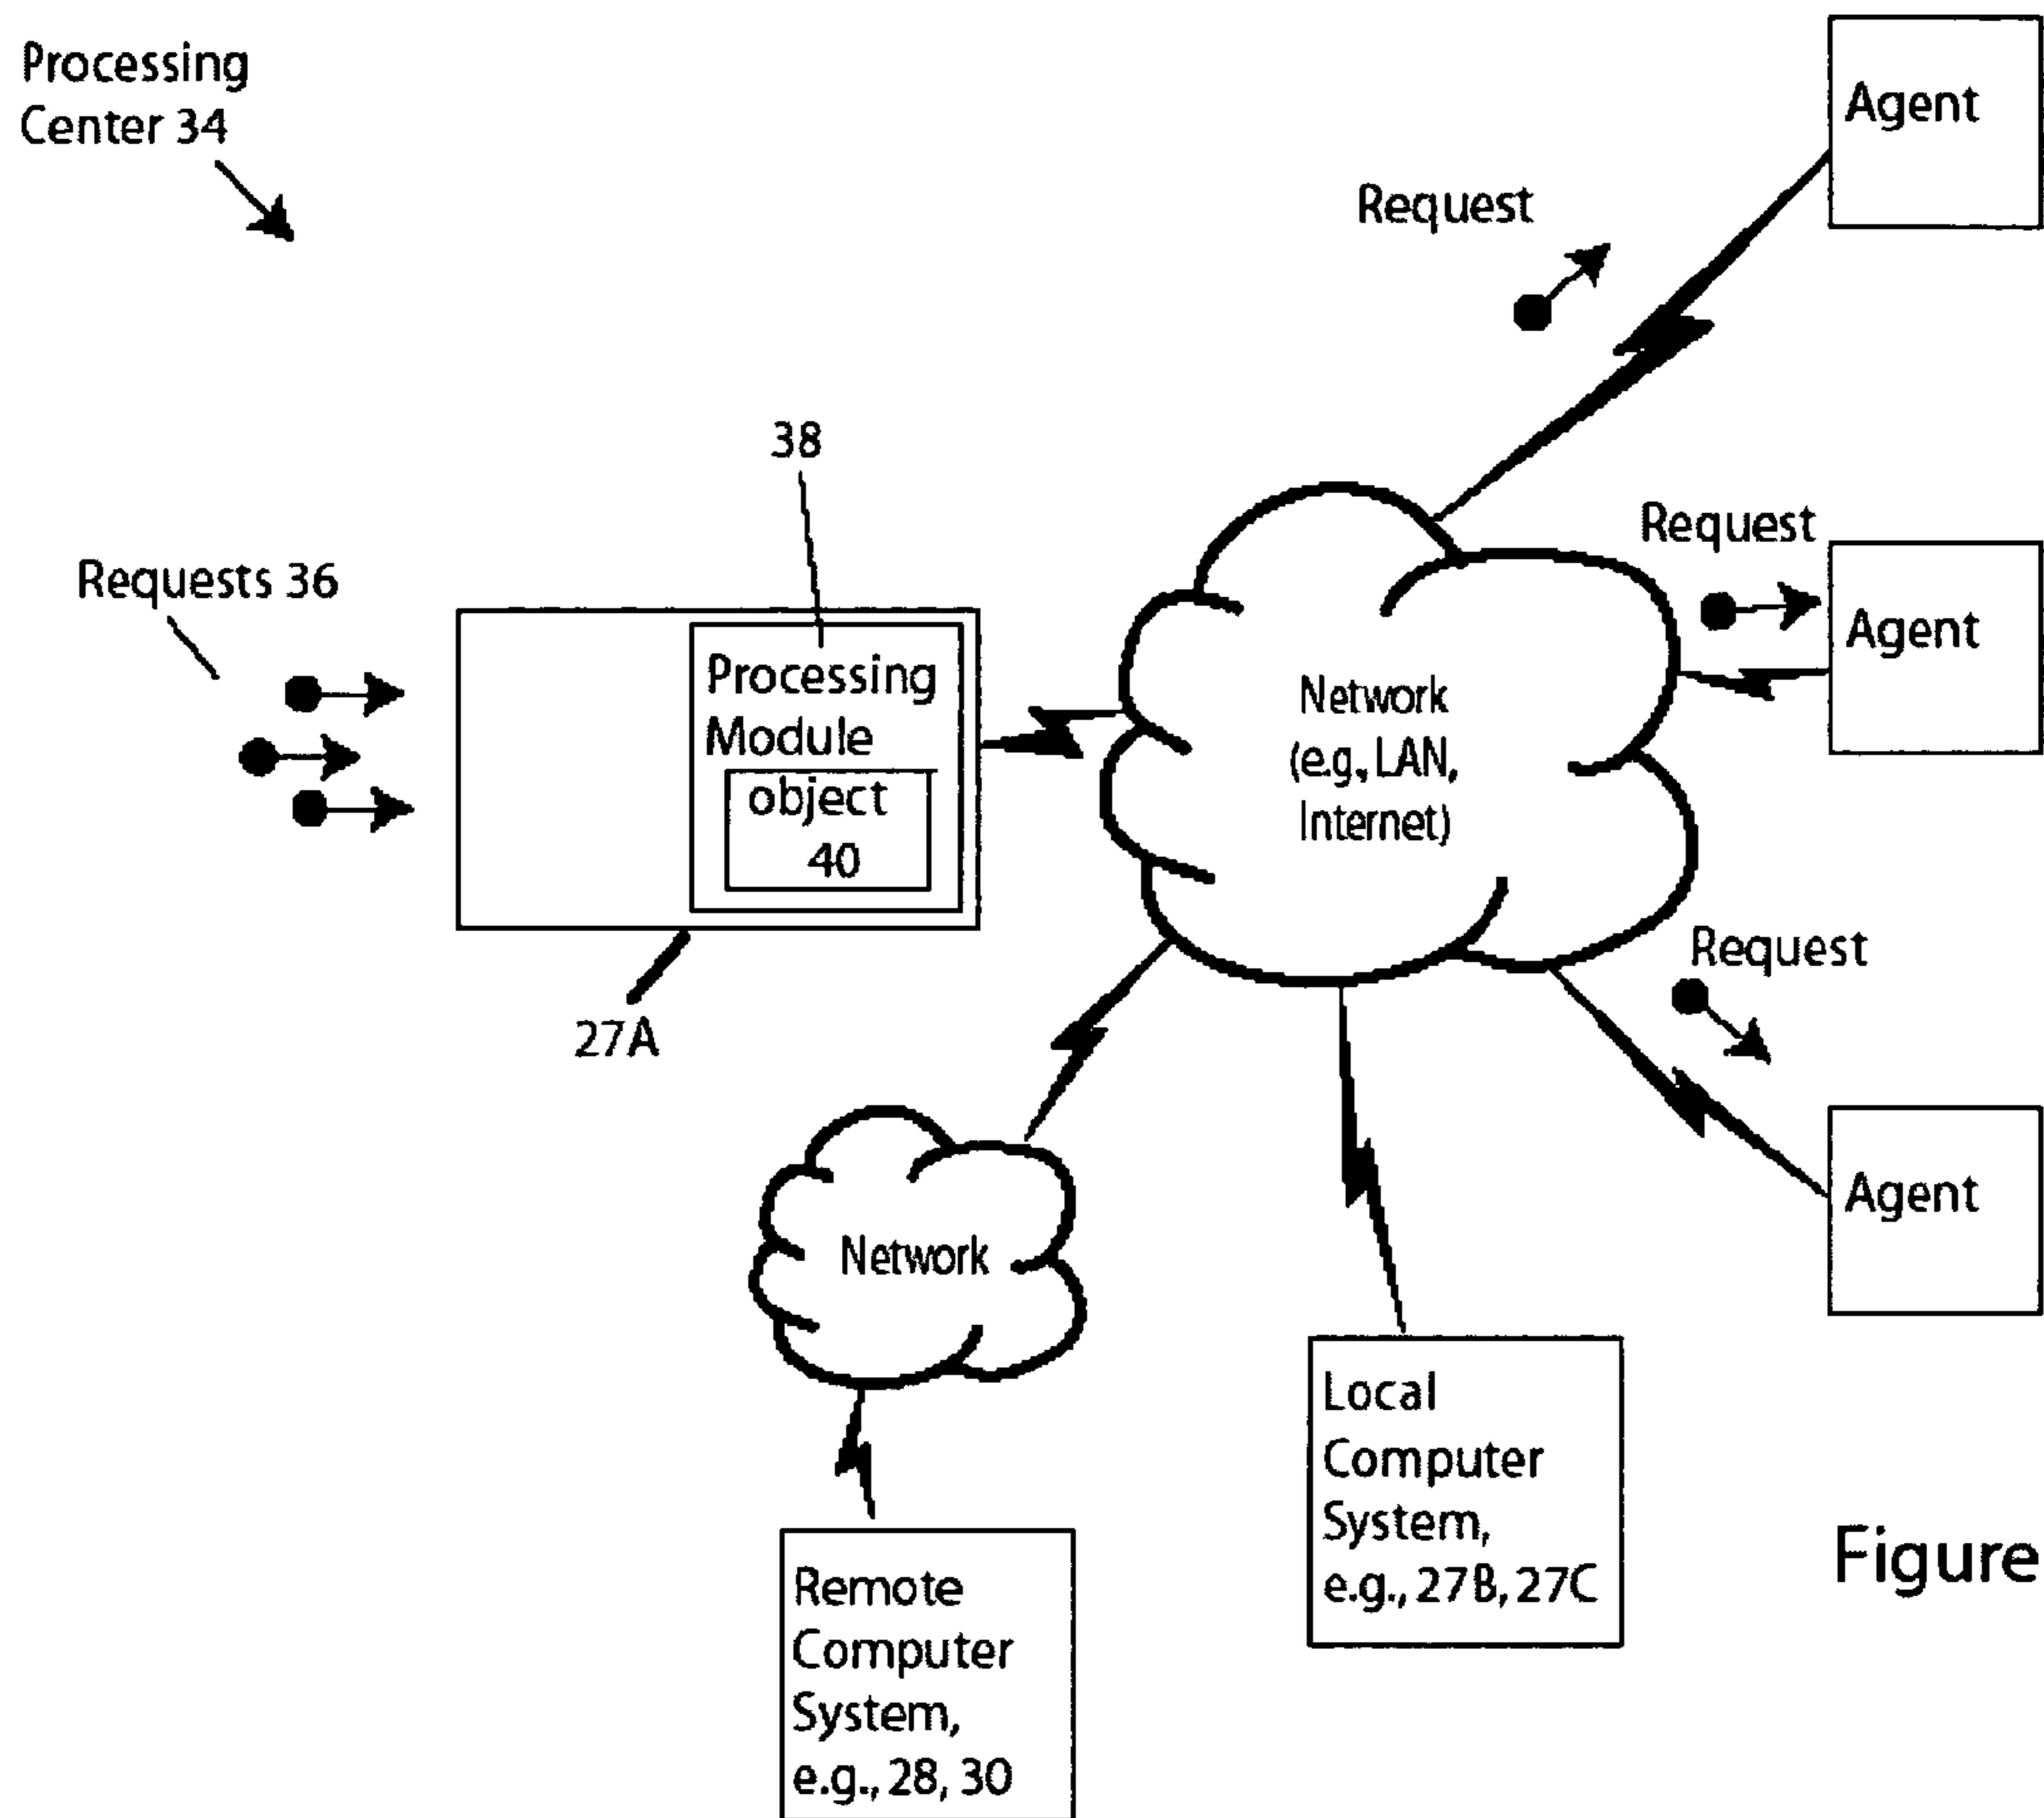 Processing
Center 34
Agent
Request
38
Request
Agent
Requests 36
Processing
Module
object
40
Network
(e.g., LAN,
Internet)
Request
27A
Agent
Network
Local
Computer
System,
e.g., 27B, 27C
Figure
Remote
Computer
System,
e.g., 28, 30